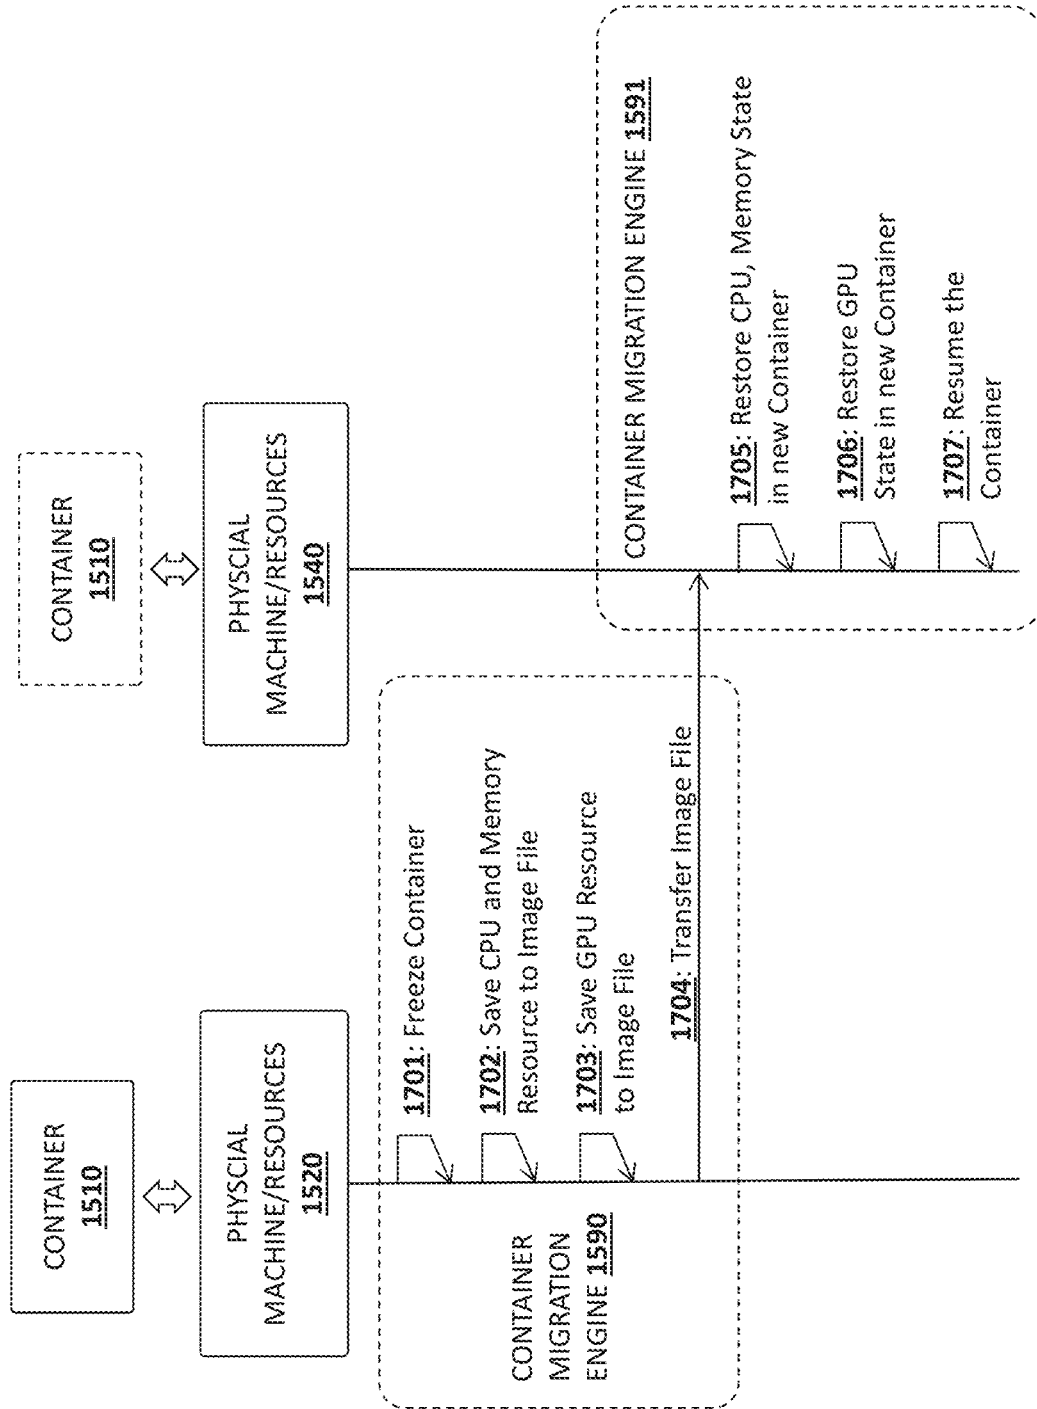 CONTAINER
1510
PHYSCIAL
MACHINE/RESOURCES
1520
CONTAINER
1510
PHYSCIAL
MACHINE/RESOURCES
1540
CONTAINER
MIGRATION
ENGINE 1590
1701: Freeze Container
1702: Save CPU and Memory
Resource to Image File
1703: Save GPU Resource
to Image File
1704: Transfer Image File
CONTAINER MIGRATION ENGINE 1591
1705: Restore CPU, Memory State
in new Container
1706: Restore GPU
State in new Container
1707: Resume the
Container